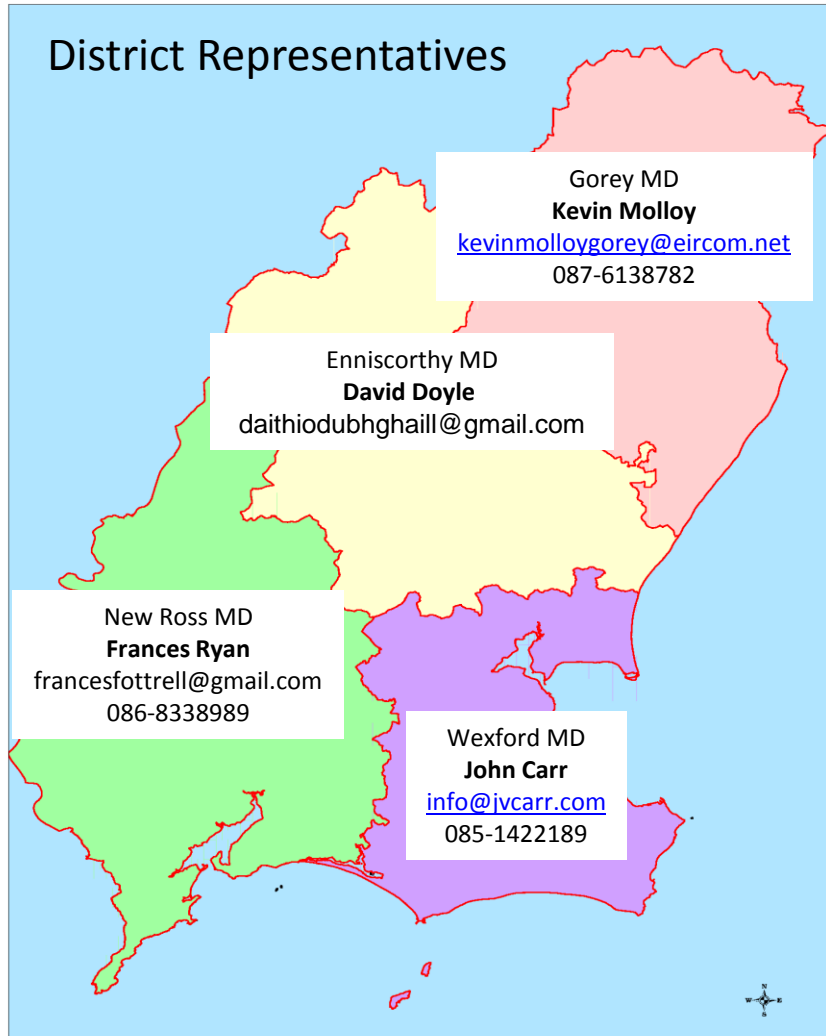 District Representatives
Gorey MD
Kevin Molloy
kevinmolloygorey@eircom.net
087-6138782
Enniscorthy MD
David Doyle
daithiodubhghaill@gmail.com
New Ross MD
Frances Ryan
francesfottrell@gmail.com
086-8338989
Wexford MD
John Carr
info@jvcarr.com
085-1422189
N
W E
S